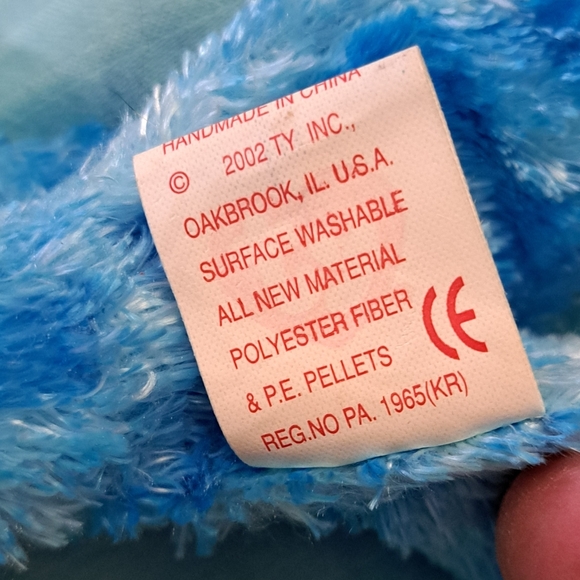 HANDMADE IN CHINA
© 2002 TY INC.,
OAKBROOK, IL. U.S.A.
SURFACE WASHABLE
ALL NEW MATERIAL
POLYESTER FIBER
& P.E. PELLETS
REG.NO PA. 1965(KR)
CE